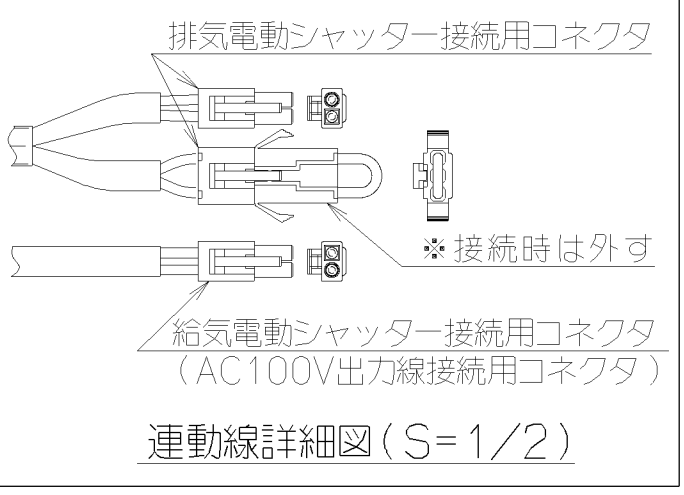 排気電動シャッター接続用コネクタ
※接続時は外す
給気電動シャッター接続用コネクタ
（AC100V出力線接続用コネクタ）
連動線詳細図(S=1/2)